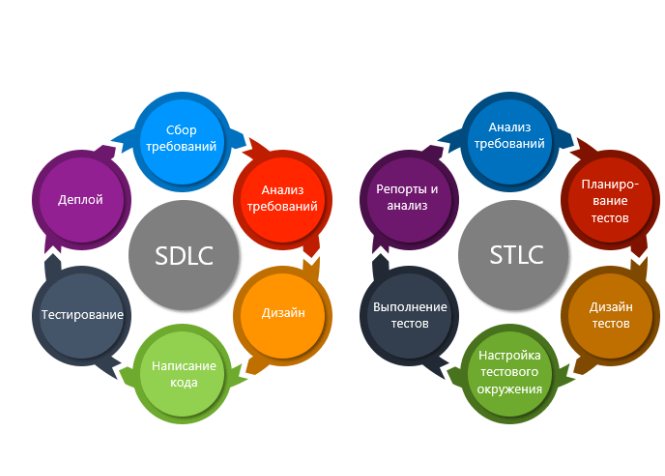 Сбор
требований
Анализ
требований
Дизайн
Написание
кода
Тестирование
Деплой
SDLC
Анализ
требований
Планиро-
вание
тестов
Дизайн
тестов
Настройка
тестового
окружения
Выполнение
тестов
Репорты и
анализ
STLC